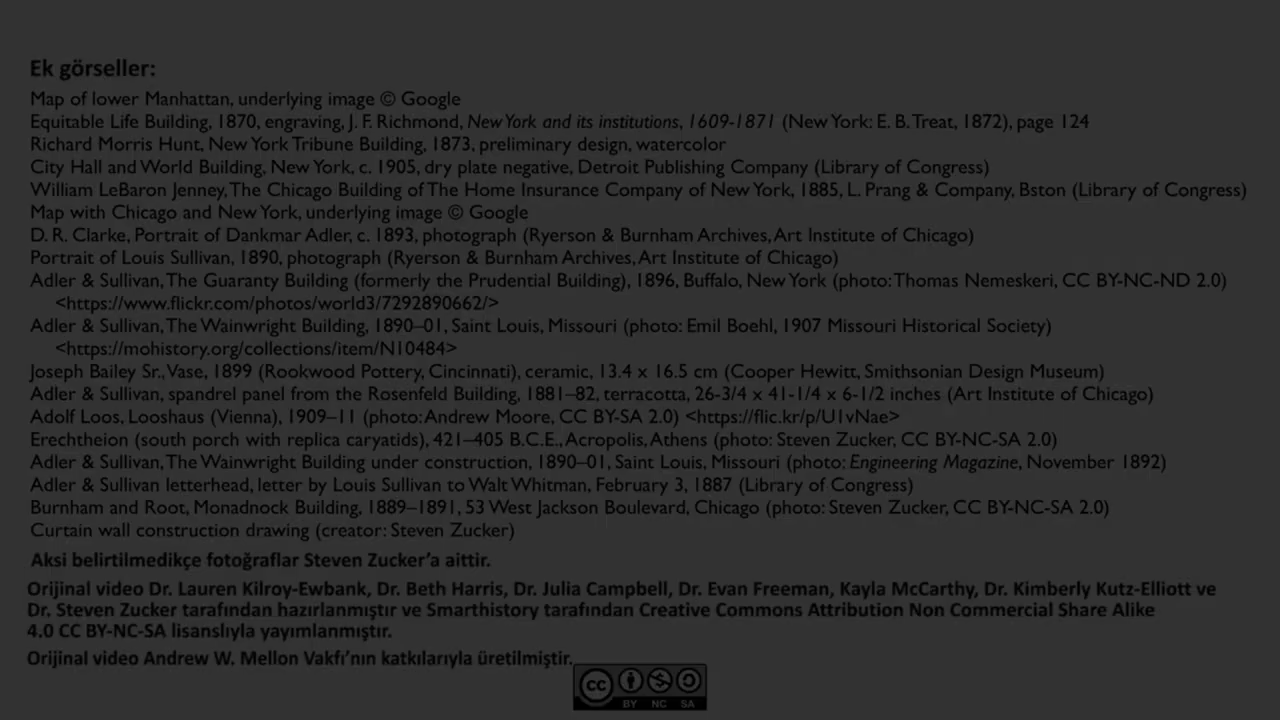 Ek görseller:
Map of lower Manhattan, underlying image © Google
Equitable Life Building, 1870, engraving, J. F. Richmond, New York and its institutions, 1609-1871 (New York: E. B. Treat, 1872), page 124
Richard Morris Hunt, New York Tribune Building, 1873, preliminary design, watercolor
City Hall and World Building, New York, c. 1905, dry plate negative, Detroit Publishing Company (Library of Congress)
William LeBaron Jenney, The Chicago Building of The Home Insurance Company of New York, 1885, L. Prang & Company, Bston (Library of Congress)
Map with Chicago and New York, underlying image © Google
D. R. Clarke, Portrait of Dankmar Adler, c. 1893, photograph (Ryerson & Burnham Archives, Art Institute of Chicago)
Portrait of Louis Sullivan, 1890, photograph (Ryerson & Burnham Archives, Art Institute of Chicago)
Adler & Sullivan, The Guaranty Building (formerly the Prudential Building), 1896, Buffalo, New York (photo: Thomas Nemeskeri, CC BY-NC-ND 2.0)
<https://www.flickr.com/photos/world3/7292890662/>
Adler & Sullivan, The Wainwright Building, 1890–01, Saint Louis, Missouri (photo: Emil Boehl, 1907 Missouri Historical Society)
<https://mohistory.org/collections/item/N10484>
Joseph Bailey Sr., Vase, 1899 (Rookwood Pottery, Cincinnati), ceramic, 13.4 x 16.5 cm (Cooper Hewitt, Smithsonian Design Museum)
Adler & Sullivan, spandrel panel from the Rosenfeld Building, 1881–82, terracotta, 26-3/4 x 41-1/4 x 6-1/2 inches (Art Institute of Chicago)
Adolf Loos, Looshaus (Vienna), 1909–11 (photo: Andrew Moore, CC BY-SA 2.0) <https://flic.kr/p/U1vNae>
Erechtheion (south porch with replica caryatids), 421–405 B.C.E., Acropolis, Athens (photo: Steven Zucker, CC BY-NC-SA 2.0)
Adler & Sullivan, The Wainwright Building under construction, 1890–01, Saint Louis, Missouri (photo: Engineering Magazine, November 1892)
Adler & Sullivan letterhead, letter by Louis Sullivan to Walt Whitman, February 3, 1887 (Library of Congress)
Burnham and Root, Monadnock Building, 1889–1891, 53 West Jackson Boulevard, Chicago (photo: Steven Zucker, CC BY-NC-SA 2.0)
Curtain wall construction drawing (creator: Steven Zucker)
Aksi belirtilmedikçe fotoğraflar Steven Zucker’a aittir.
Orijinal video Dr. Lauren Kilroy-Ewbank, Dr. Beth Harris, Dr. Julia Campbell, Dr. Evan Freeman, Kayla McCarthy, Dr. Kimberly Kutz-Elliott ve
Dr. Steven Zucker tarafından hazırlanmıştır ve Smarthistory tarafından Creative Commons Attribution Non Commercial Share Alike
4.0 CC BY-NC-SA lisanslıyla yayımlanmıştır.
Orijinal video Andrew W. Mellon Vakfı’nın katkılarıyla üretilmiştir.
cc BY NC SA